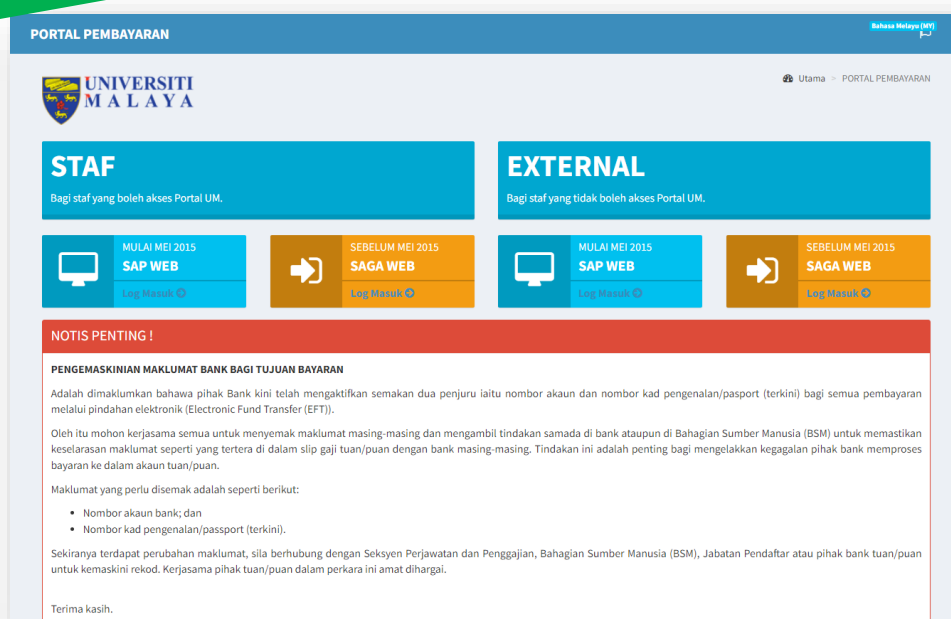 PORTAL PEMBAYARAN
Bahasa Melayu (MY)
UNIVERSITI
MALAYA
Utama > PORTAL PEMBAYARAN
STAF
Bagi staf yang boleh akses Portal UM.
EXTERNAL
Bagi staf yang tidak boleh akses Portal UM.
MULAI MEI 2015
SAP WEB
Log Masuk
SEBELUM MEI 2015
SAGA WEB
Log Masuk
MULAI MEI 2015
SAP WEB
Log Masuk
SEBELUM MEI 2015
SAGA WEB
Log Masuk
NOTIS PENTING !
PENGEMASKINIAN MAKLUMAT BANK BAGI TUJUAN BAYARAN
Adalah dimaklumkan bahawa pihak Bank kini telah mengaktifkan semakan dua penjuru iaitu nombor akaun dan nombor kad pengenalan/pasport (terkini) bagi semua pembayaran
melalui pindahan elektronik (Electronic Fund Transfer (EFT)).
Oleh itu mohon kerjasama semua untuk menyemak maklumat masing-masing dan mengambil tindakan samada di bank ataupun di Bahagian Sumber Manusia (BSM) untuk memastikan
keselarasan maklumat seperti yang tertera di dalam slip gaji tuan/puan dengan bank masing-masing. Tindakan ini adalah penting bagi mengelakkan kegagalan pihak bank memproses
bayaran ke dalam akaun tuan/puan.
Maklumat yang perlu disemak adalah seperti berikut:
• Nombor akaun bank; dan
• Nombor kad pengenalan/passport (terkini).
Sekiranya terdapat perubahan maklumat, sila berhubung dengan Seksyen Perjawatan dan Penggajian, Bahagian Sumber Manusia (BSM), Jabatan Pendaftar atau pihak bank tuan/puan
untuk kemaskini rekod. Kerjasama pihak tuan/puan dalam perkara ini amat dihargai.
Terima kasih.